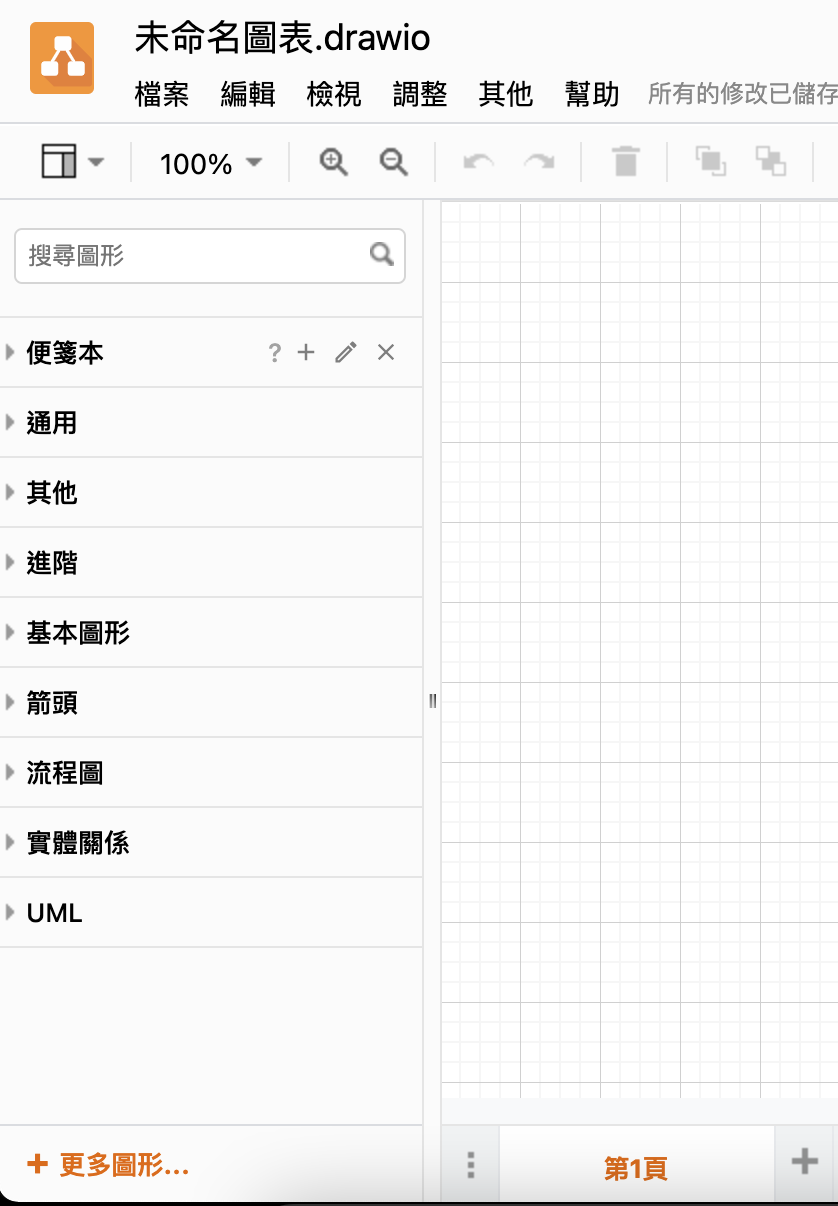 未命名圖表.drawio
檔案 編輯 檢視 調整 其他 幫助 所有的修改已儲存
100%
搜尋圖形
便箋本 ?
通用
其他
進階
基本圖形
箭頭
流程圖
實體關係
UML
更多圖形...
第1頁